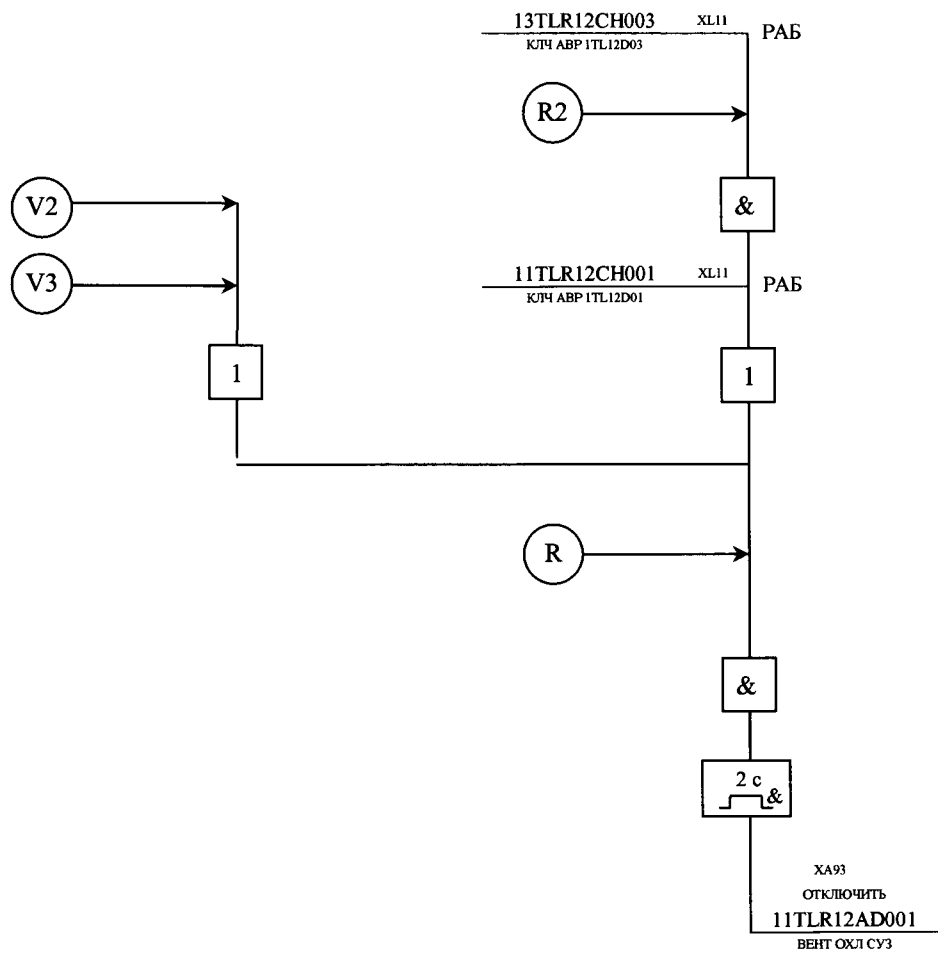 13TLR12CH003 XL11 РАБ
КЛЧ АВР 1TL12D03
R2
V2
&
V3
11TLR12CH001 XL11 РАБ
КЛЧ АВР 1TL12D01
1 1
R
&
2 с
&
XA93
ОТКЛЮЧИТЬ
11TLR12AD001
ВЕНТ ОХЛ СУЗ